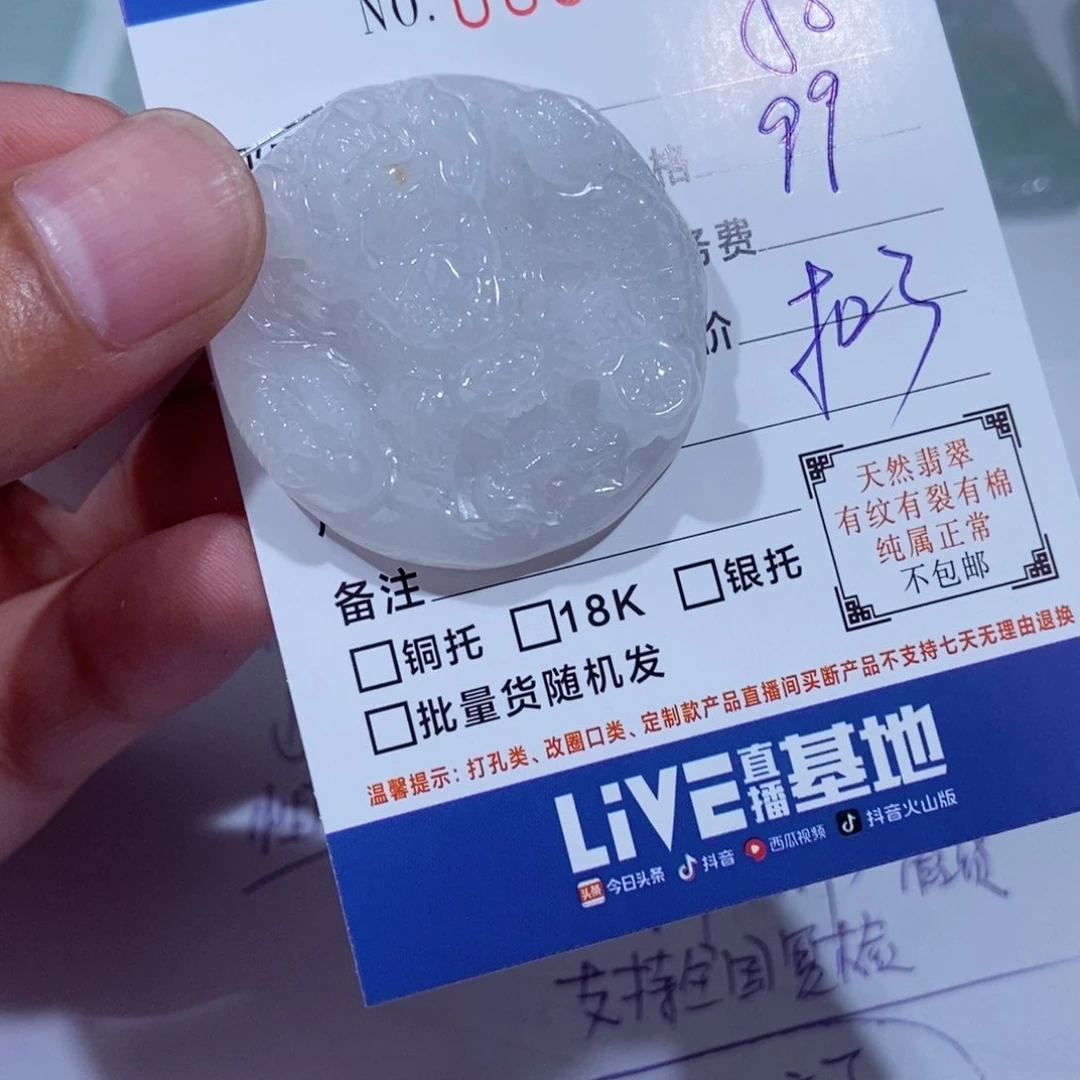 NO.
99
格
务费
价
扣3
天然翡翠
有纹有裂有棉
纯属正常
不包邮
备注
□铜托 □18K □银托
□批量货随机发
温馨提示：打孔类、改圈口类、定制款产品直播间买断产品不支持七天无理由退换
LiVE直播基地
头条 今日头条 抖音 西瓜视频 抖音火山版
支持全国复检